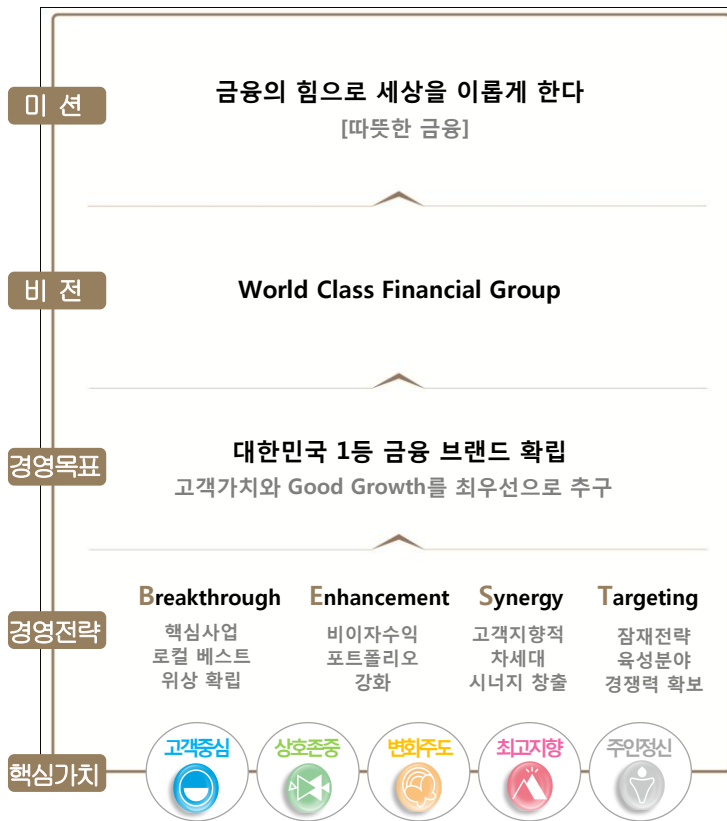 미 션
금융의 힘으로 세상을 이롭게 한다
[따뜻한 금융]
비 전
World Class Financial Group
경영목표
대한민국 1등 금융 브랜드 확립
고객가치와 Good Growth를 최우선으로 추구
경영전략
Breakthrough
핵심사업
로컬 베스트
위상 확립
Enhancement
비이자수익
포트폴리오
강화
Synergy
고객지향적
차세대
시너지 창출
Targeting
잠재전략
육성분야
경쟁력 확보
핵심가치
고객중심
상호존중
변화주도
최고지향
주인정신